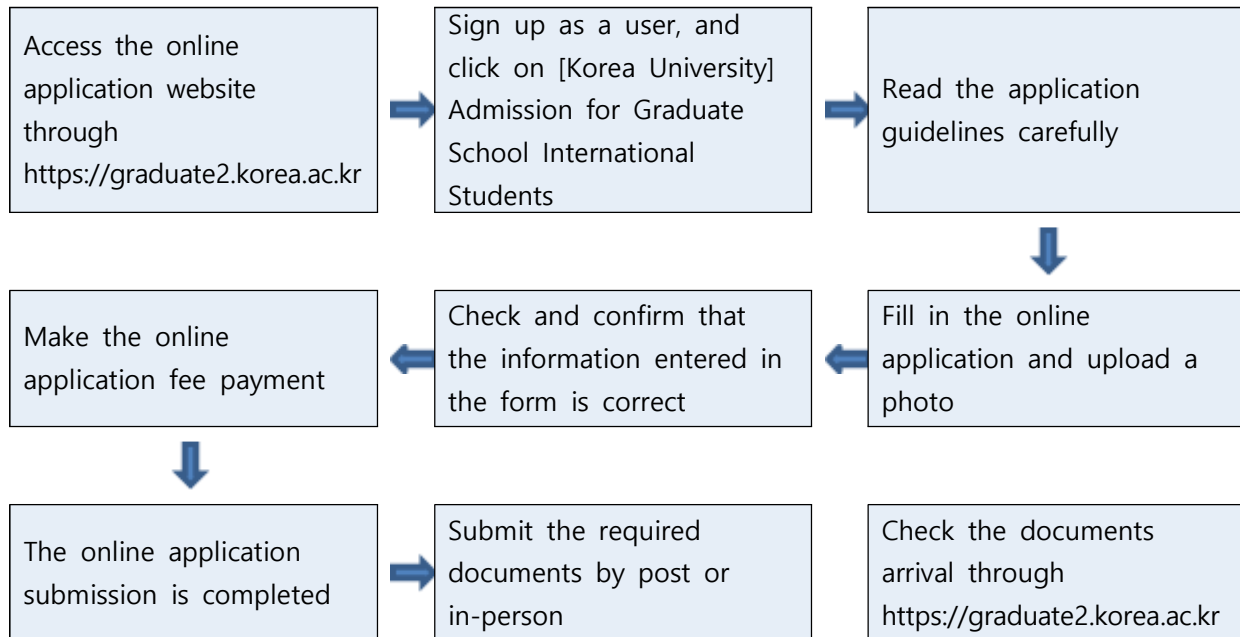 Access the online
application website
through
https://graduate2.korea.ac.kr
Sign up as a user, and
click on [Korea University]
Admission for Graduate
School International
Students
Read the application
guidelines carefully
Fill in the online
application and upload a
photo
Check and confirm that
the information entered in
the form is correct
Make the online
application fee payment
The online application
submission is completed
Submit the required
documents by post or
in-person
Check the documents
arrival through
https://graduate2.korea.ac.kr